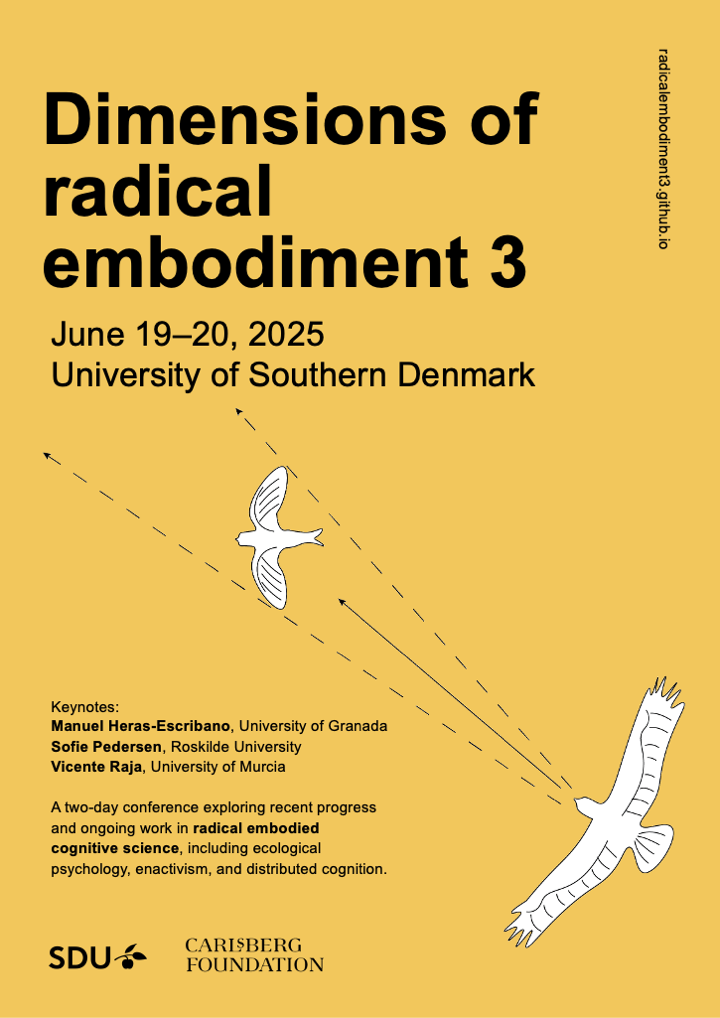 Dimensions of
radical
embodiment 3
June 19–20, 2025
University of Southern Denmark
radicalembodiment3.github.io
Keynotes:
Manuel Heras-Escribano, University of Granada
Sofie Pedersen, Roskilde University
Vicente Raja, University of Murcia
A two-day conference exploring recent progress
and ongoing work in radical embodied
cognitive science, including ecological
psychology, enactivism, and distributed cognition.
SDU
CARLSBERG
FOUNDATION